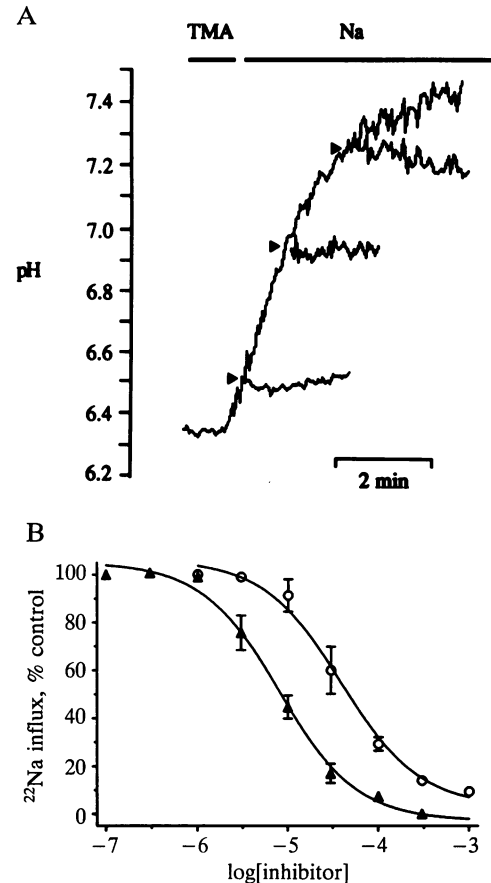 A
TMA Na
7.4
7.2
7.0
pH
6.8
6.6
6.4
6.2
2 min
B
100
80
60
40
20
0
²²Na influx, % control
−7 −6 −5 −4 −3
log[inhibitor]